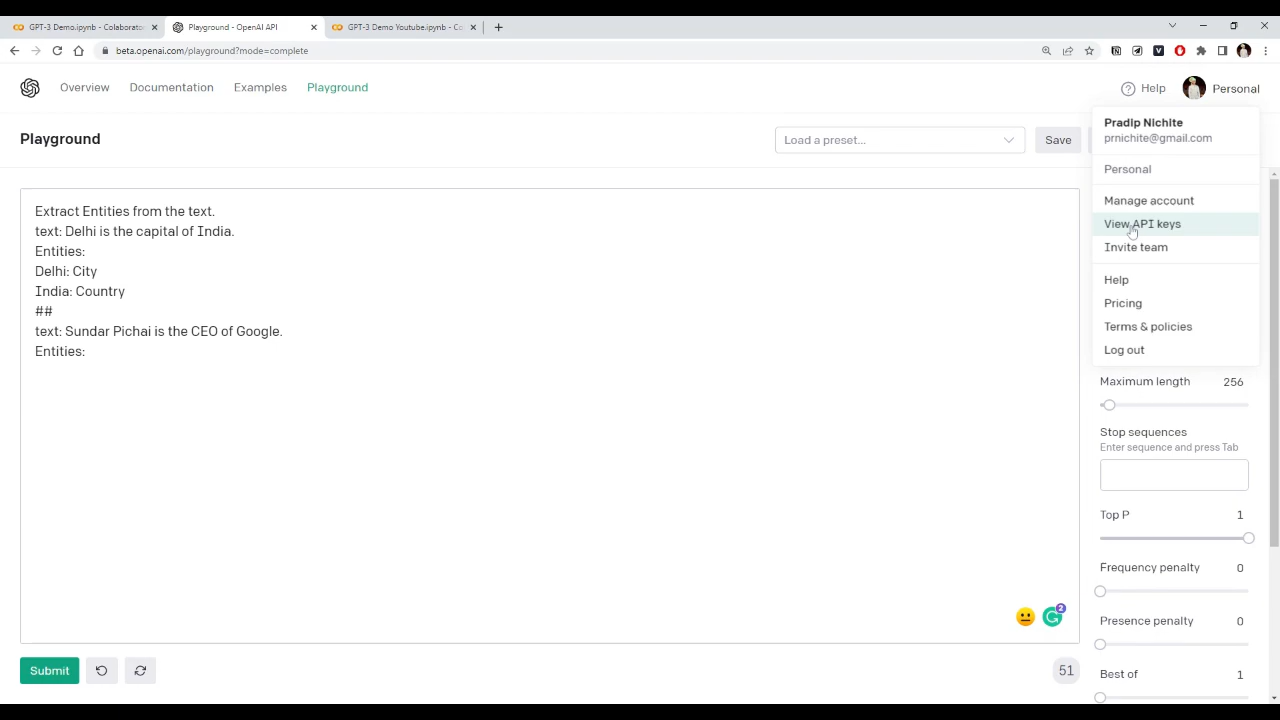 GPT-3 Demo.ipynb - Colaborato
Playground - OpenAI API
GPT-3 Demo Youtube.ipynb - Co
beta.openai.com/playground?mode=complete
Overview
Documentation
Examples
Playground
Help
Personal
Playground
Load a preset...
Save
Pradip Nichite
prnichite@gmail.com
Personal
Manage account
View API keys
Invite team
Help
Pricing
Terms & policies
Log out
Extract Entities from the text.
text: Delhi is the capital of India.
Entities:
Delhi: City
India: Country
##
text: Sundar Pichai is the CEO of Google.
Entities:
Maximum length 256
Stop sequences
Enter sequence and press Tab
Top P 1
Frequency penalty 0
Presence penalty 0
Best of 1
2
Submit
51